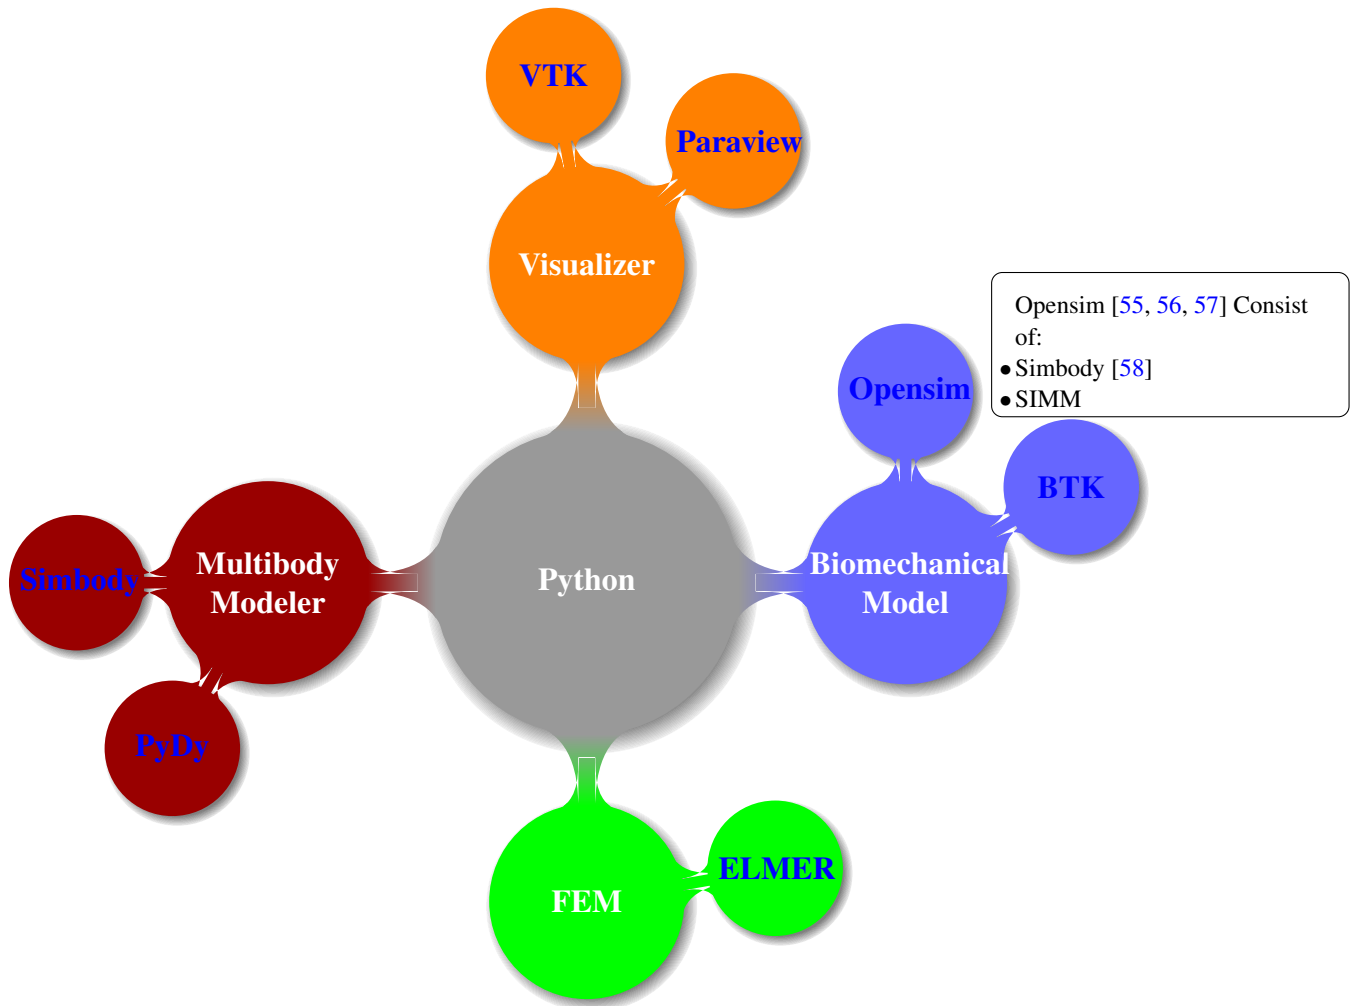 VTK
Paraview
Visualizer
Opensim [55, 56, 57] Consist
of:
• Simbody [58]
• SIMM
Opensim
BTK
Multibody
Modeler
Simbody
PyDy
Python
Biomechanical
Model
FEM
ELMER